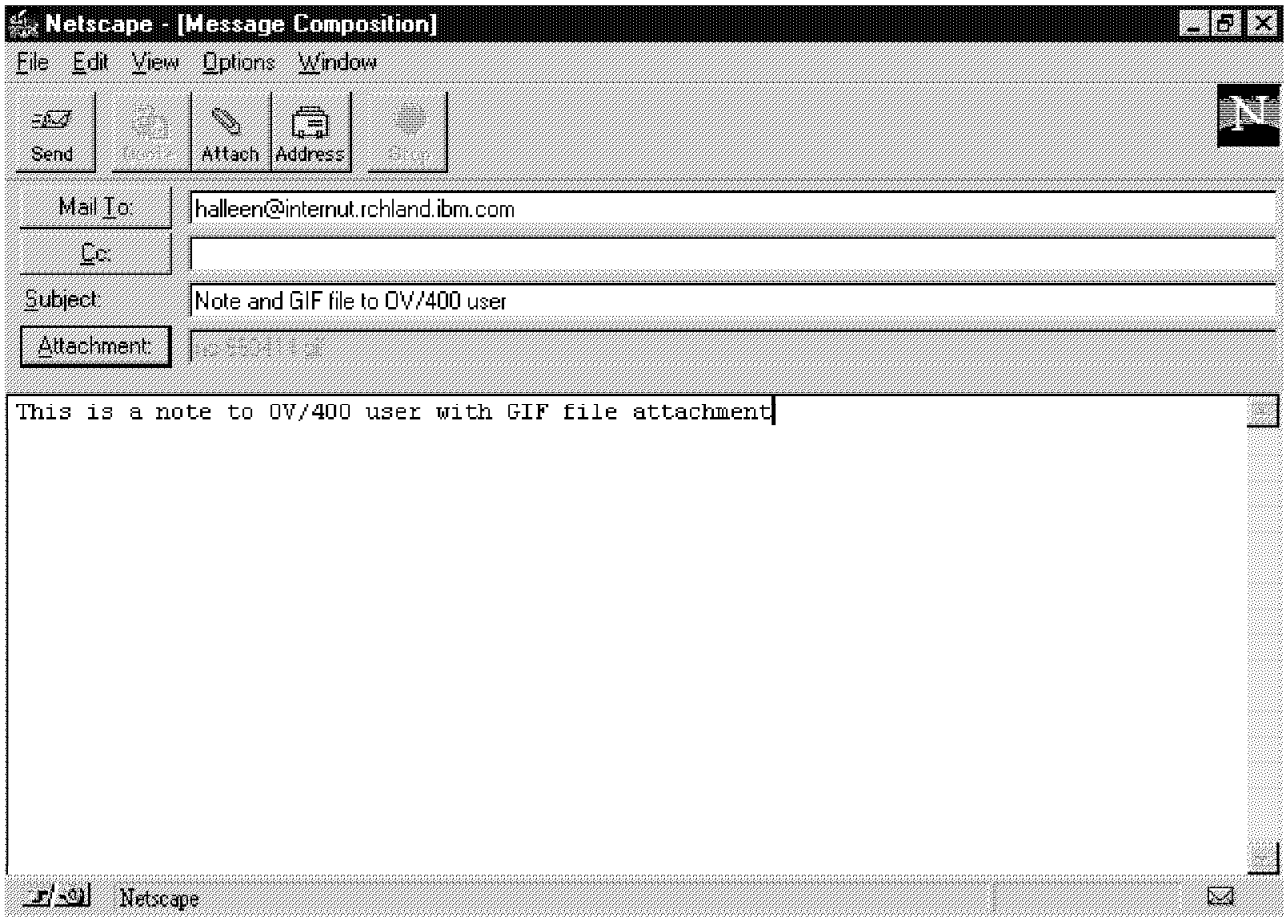 Netscape - [Message Composition]
File Edit View Options Window
N
Send Quote Attach Address Stop
Mail To: halleen@internut.rchland.ibm.com
Cc:
Subject: Note and GIF file to OV/400 user
Attachment:
This is a note to OV/400 user with GIF file attachment
Netscape